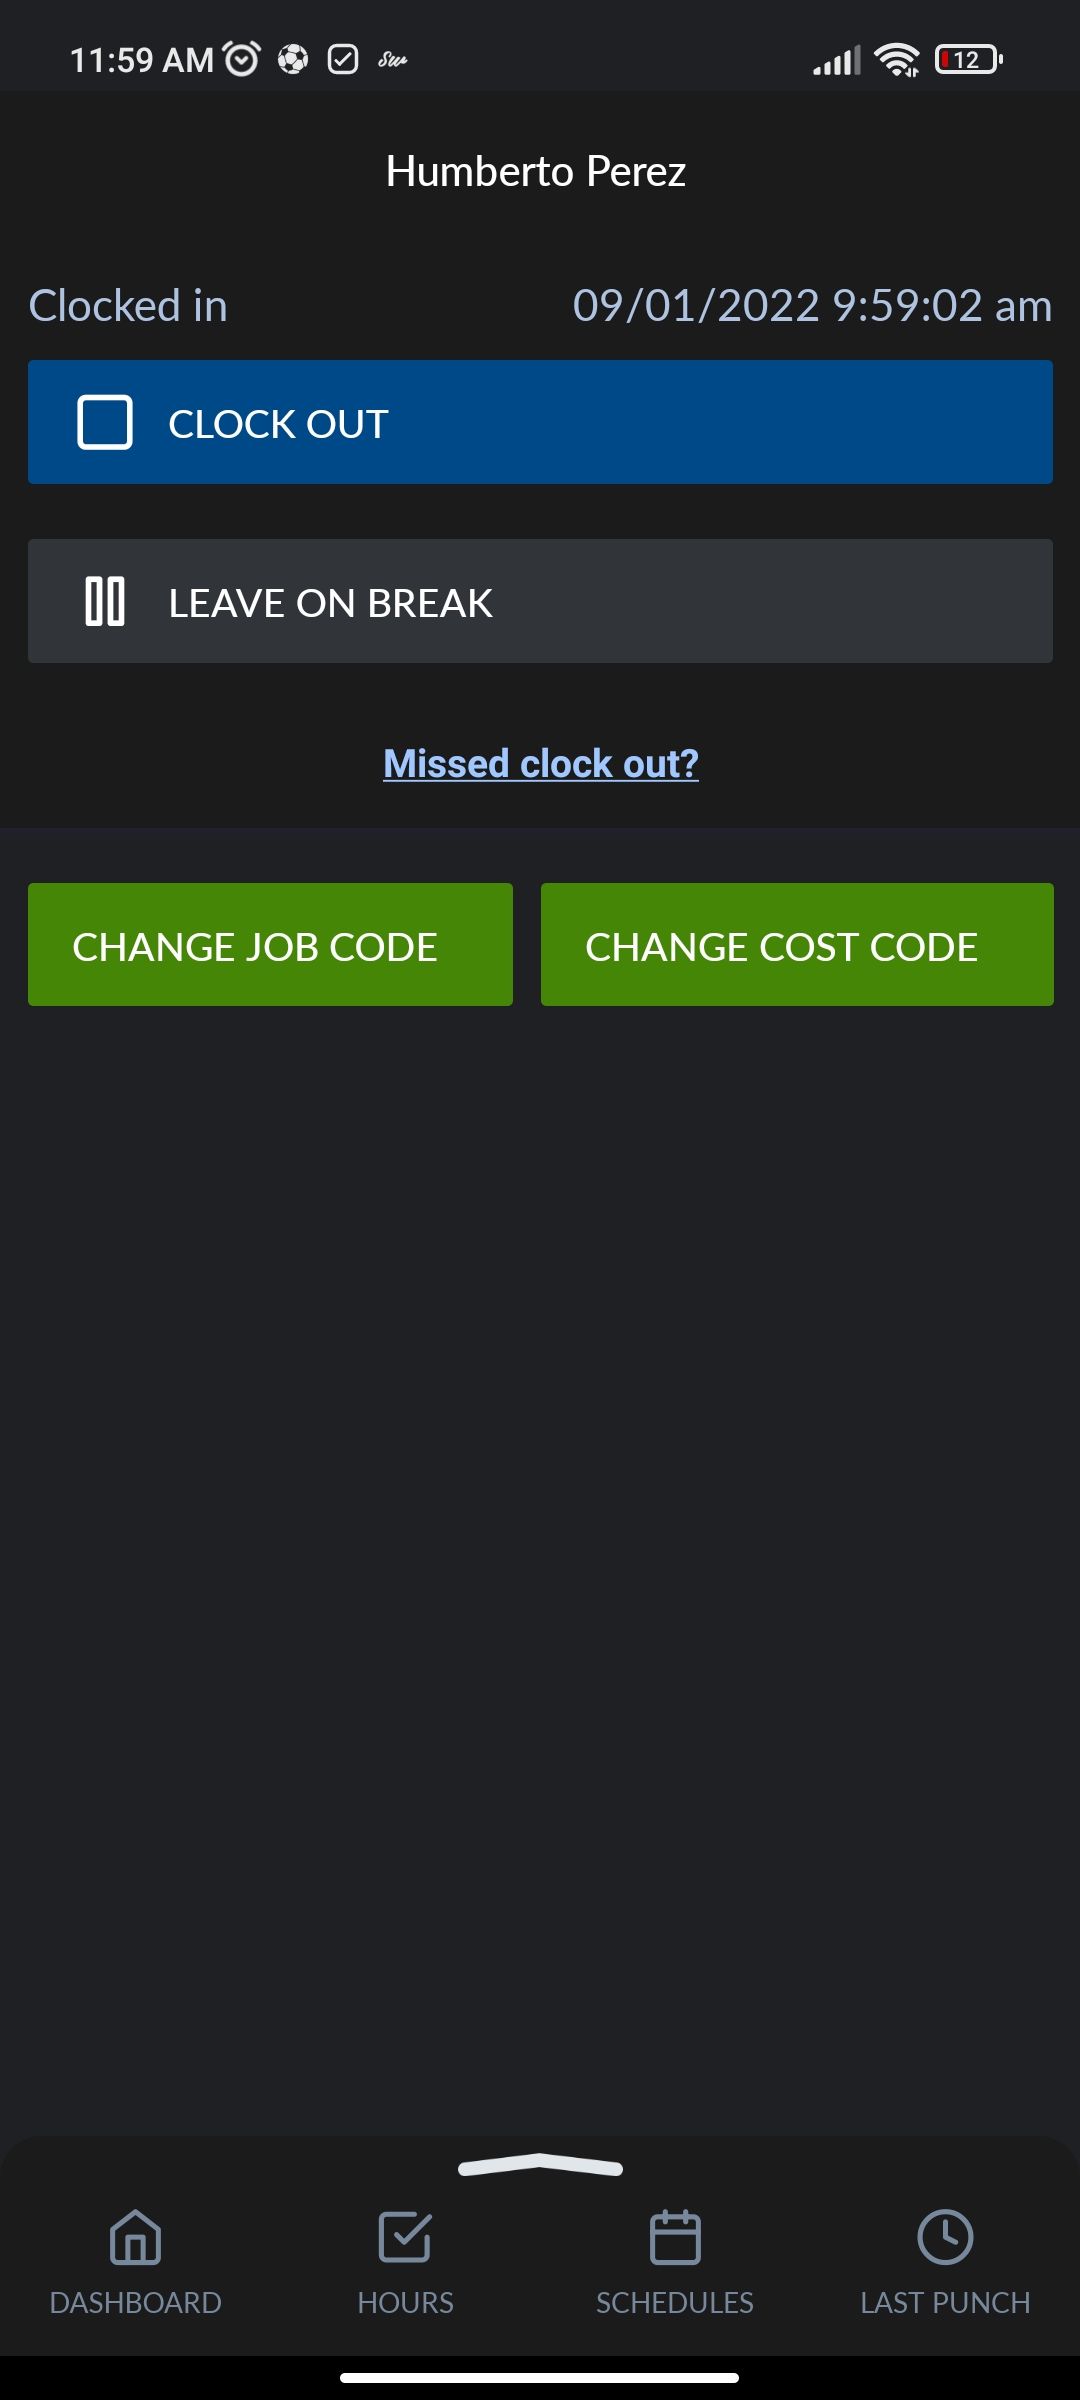 11:59 AM
12
Humberto Perez
Clocked in 09/01/2022 9:59:02 am
CLOCK OUT
LEAVE ON BREAK
Missed clock out?
CHANGE JOB CODE CHANGE COST CODE
DASHBOARD HOURS SCHEDULES LAST PUNCH